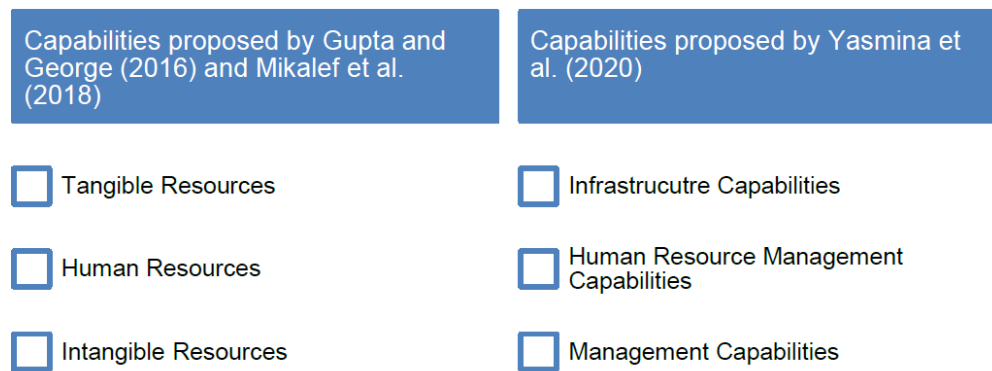 Capabilities proposed by Gupta and
George (2016) and Mikalef et al.
(2018)
Tangible Resources
Human Resources
Intangible Resources
Capabilities proposed by Yasmina et
al. (2020)
Infrastrucutre Capabilities
Human Resource Management
Capabilities
Management Capabilities